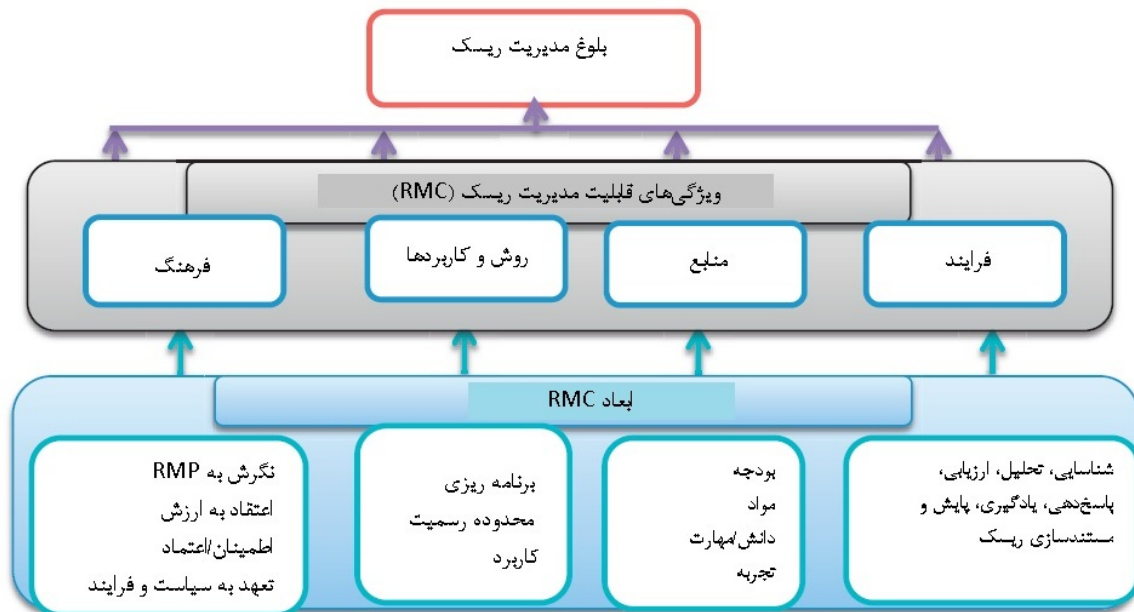 بلوغ مدیریت ریسک
ویژگی‌های قابلیت مدیریت ریسک (RMC)
فرایند
منابع
روش و کاربردها
فرهنگ
ابعاد RMC
شناسایی، تحلیل، ارزیابی،
پاسخ‌دهی، یادگیری، پایش و
مستندسازی ریسک
بودجه
مواد
دانش/مهارت
تجربه
برنامه ریزی
محدوده رسمیت
کاربرد
نگرش به RMP
اعتقاد به ارزش
اطمینان/اعتماد
تعهد به سیاست و فرایند